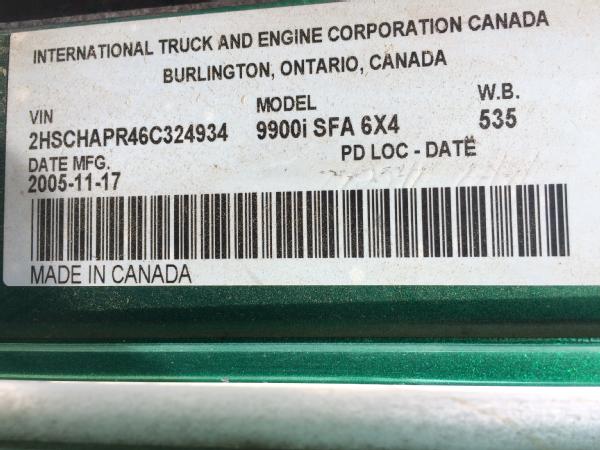 INTERNATIONAL TRUCK AND ENGINE CORPORATION CANADA
BURLINGTON, ONTARIO, CANADA
VIN MODEL W.B.
2HSCHAPR46C324934 9900i SFA 6X4 535
DATE MFG. PD LOC - DATE
2005-11-17
MADE IN CANADA